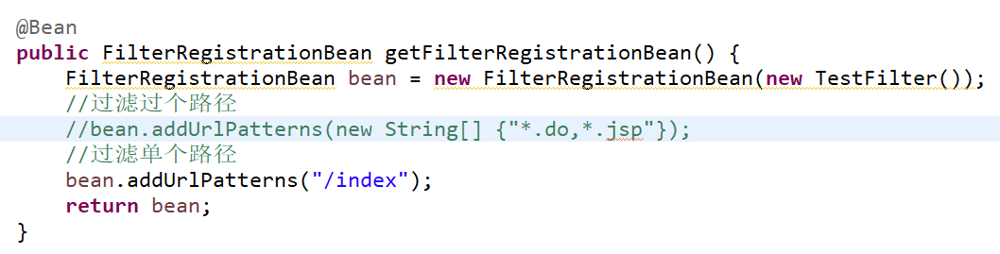 @Bean
public FilterRegistrationBean getFilterRegistrationBean() {
    FilterRegistrationBean bean = new FilterRegistrationBean(new TestFilter());
    //过滤过个路径
    //bean.addUrlPatterns(new String[] {"*.do,*.jsp"});
    //过滤单个路径
    bean.addUrlPatterns("/index");
    return bean;
}